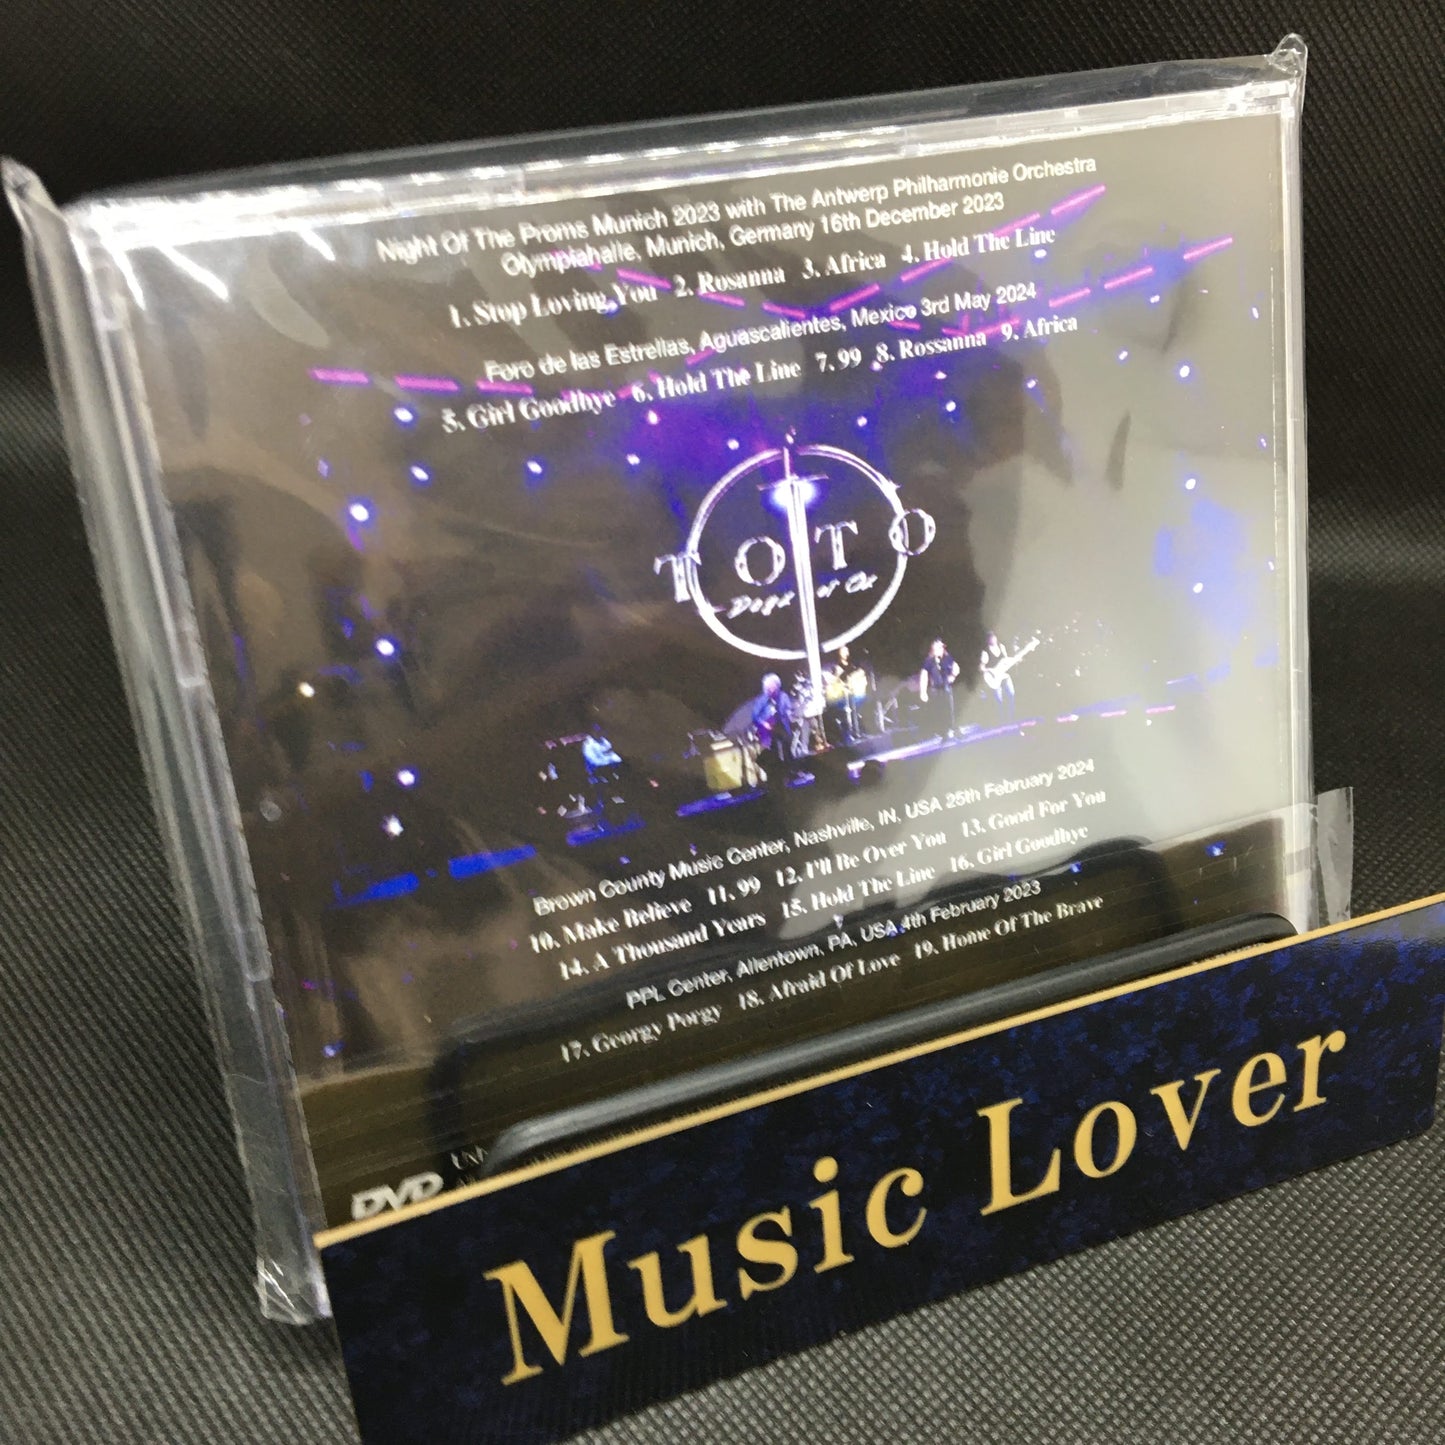 Night Of The Proms Munich 2023 with The Antwerp Philharmonie Orchestra
Olympiahalle, Munich, Germany 16th December 2023
1. Stop Loving You 2. Rosanna 3. Africa 4. Hold The Line
Foro de las Estrellas, Aguascalientes, Mexico 3rd May 2024
5. Girl Goodbye 6. Hold The Line 7. 99 8. Rossanna 9. Africa
TOTO
Dogz of Oz
Brown County Music Center, Nashville, IN, USA 25th February 2024
10. Make Believe 11. 99 12. I'll Be Over You 13. Good For You
14. A Thousand Years 15. Hold The Line 16. Girl Goodbye
PPL Center, Allentown, PA, USA 4th February 2023
17. Georgy Porgy 18. Afraid Of Love 19. Home Of The Brave
DVD
Music Lover